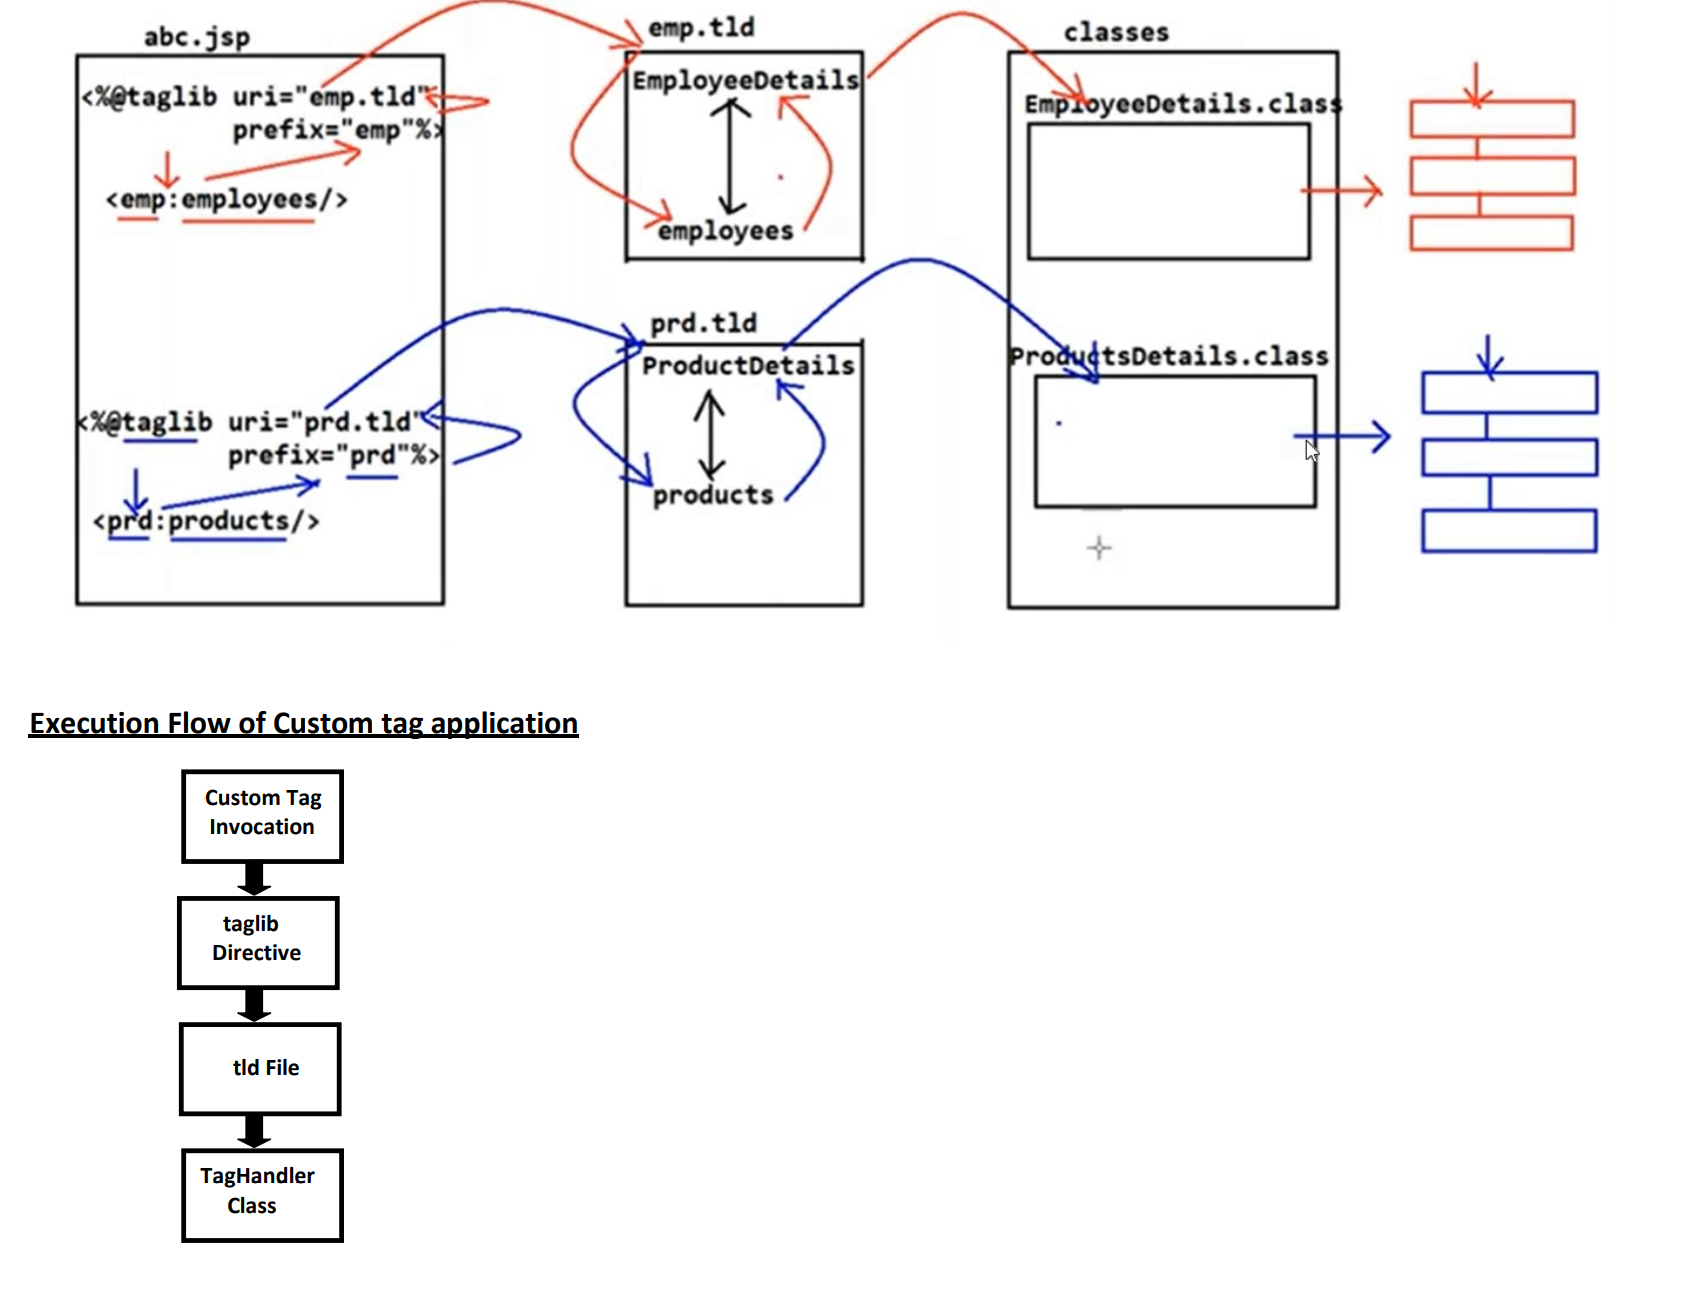 abc.jsp
<%@taglib uri="emp.tld"
prefix="emp"%>
<emp:employees/>
<%@taglib uri="prd.tld"
prefix="prd"%>
<prd:products/>
emp.tld
EmployeeDetails
employees
prd.tld
ProductDetails
products
classes
EmployeeDetails.class
ProductsDetails.class
Execution Flow of Custom tag application
Custom Tag
Invocation
taglib
Directive
tld File
TagHandler
Class